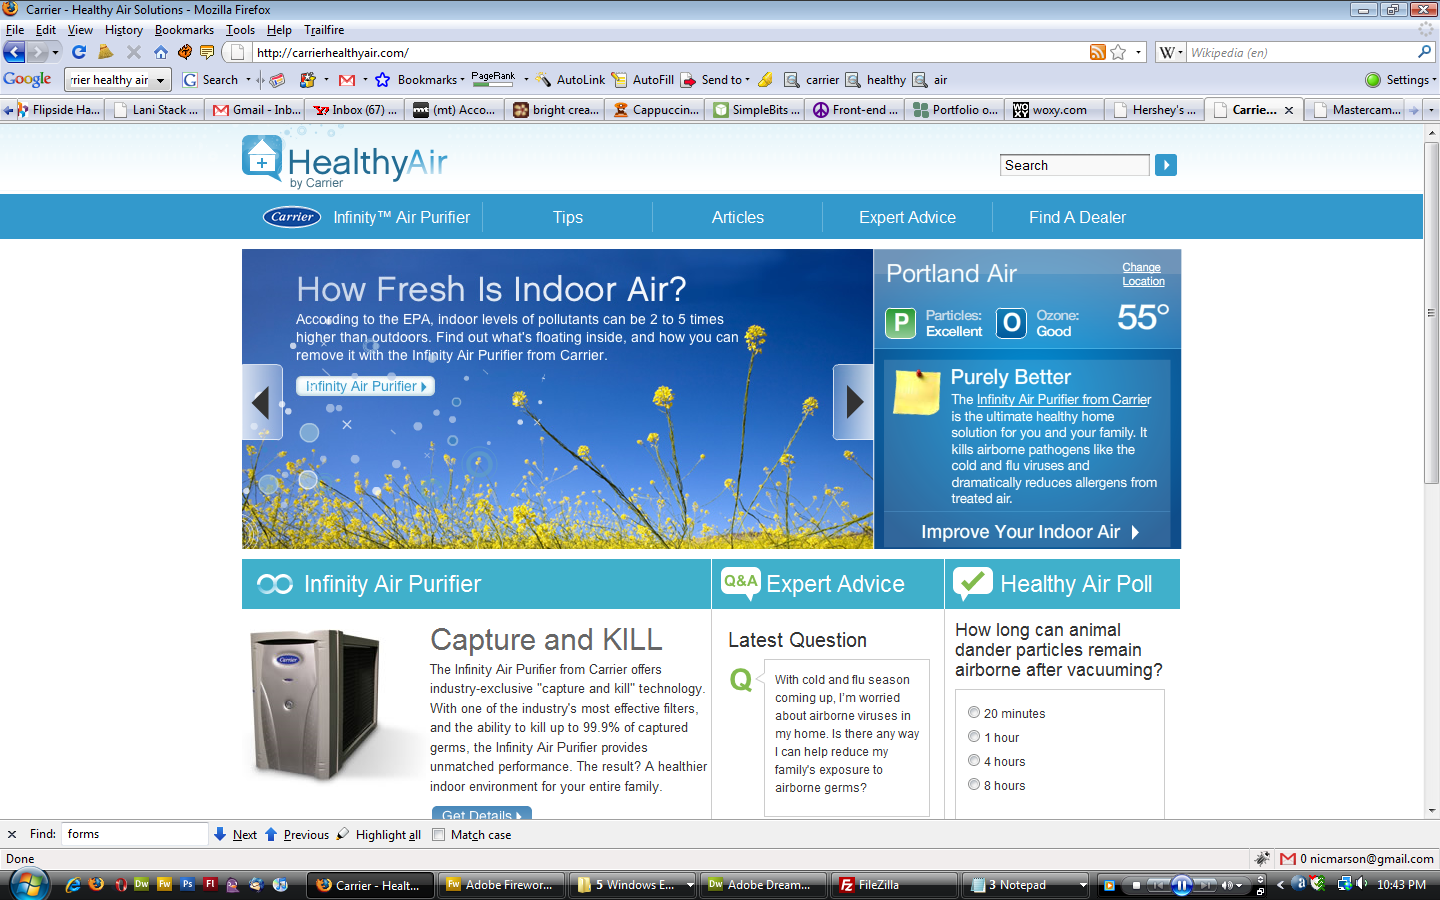 Carrier - Healthy Air Solutions - Mozilla Firefox
File Edit View History Bookmarks Tools Help Trailfire
http://carrierhealthyair.com/
W Wikipedia (en)
Google rrier healthy air G Search Bookmarks PageRank AutoLink AutoFill Send to carrier healthy air Settings
Flipside Ha... Lani Stack ... Gmail - Inb... Inbox (67) ... (mt) Acco... bright crea... Cappuccin... SimpleBits ... Front-end ... Portfolio o... woxy.com Hershey's ... Carrie... Mastercam...
HealthyAir
by Carrier
Search
Carrier Infinity™ Air Purifier Tips Articles Expert Advice Find A Dealer
How Fresh Is Indoor Air?
According to the EPA, indoor levels of pollutants can be 2 to 5 times
higher than outdoors. Find out what's floating inside, and how you can
remove it with the Infinity Air Purifier from Carrier.
Infinity Air Purifier
Portland Air
Change
Location
P Particles:
Excellent
O Ozone:
Good
55°
Purely Better
The Infinity Air Purifier from Carrier
is the ultimate healthy home
solution for you and your family. It
kills airborne pathogens like the
cold and flu viruses and
dramatically reduces allergens from
treated air.
Improve Your Indoor Air
Infinity Air Purifier
Q&A Expert Advice
Healthy Air Poll
Carrier
Capture and KILL
The Infinity Air Purifier from Carrier offers
industry-exclusive "capture and kill" technology.
With one of the industry's most effective filters,
and the ability to kill up to 99.9% of captured
germs, the Infinity Air Purifier provides
unmatched performance. The result? A healthier
indoor environment for your entire family.
Get Details
Latest Question
Q
With cold and flu season
coming up, I'm worried
about airborne viruses in
my home. Is there any way
I can help reduce my
family's exposure to
airborne germs?
How long can animal
dander particles remain
airborne after vacuuming?
20 minutes
1 hour
4 hours
8 hours
Find: forms Next Previous Highlight all Match case
Done
0 nicmarson@gmail.com
Dw Fw Ps Fl
Carrier - Healt... Fw Adobe Firewor... 5 Windows E... Dw Adobe Dream... Fz FileZilla 3 Notepad 10:43 PM